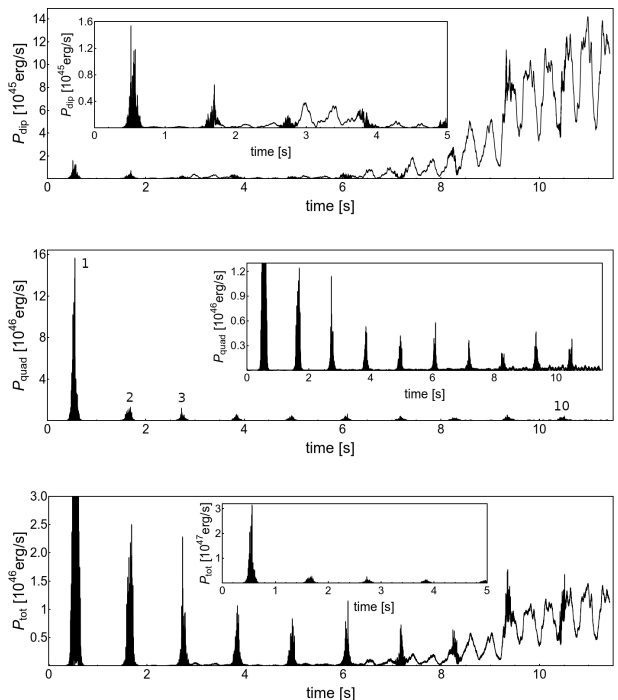 14
12
10
8
6
4
2
P_dip [10^45 erg/s]
0 2 4 6 8 10
time [s]
1.6
1.2
0.8
0.4
P_dip [10^45 erg/s]
0 1 2 3 4 5
time [s]
16
12
8
4
P_quad [10^46 erg/s]
1
2
3
10
0 2 4 6 8 10
time [s]
1.2
0.9
0.6
0.3
P_quad [10^46 erg/s]
0 2 4 6 8 10
time [s]
3.0
2.5
2.0
1.5
1
0.5
P_tot [10^46 erg/s]
0 2 4 6 8 10
time [s]
3
2
1
P_tot [10^47 erg/s]
0 1 2 3 4 5
time [s]